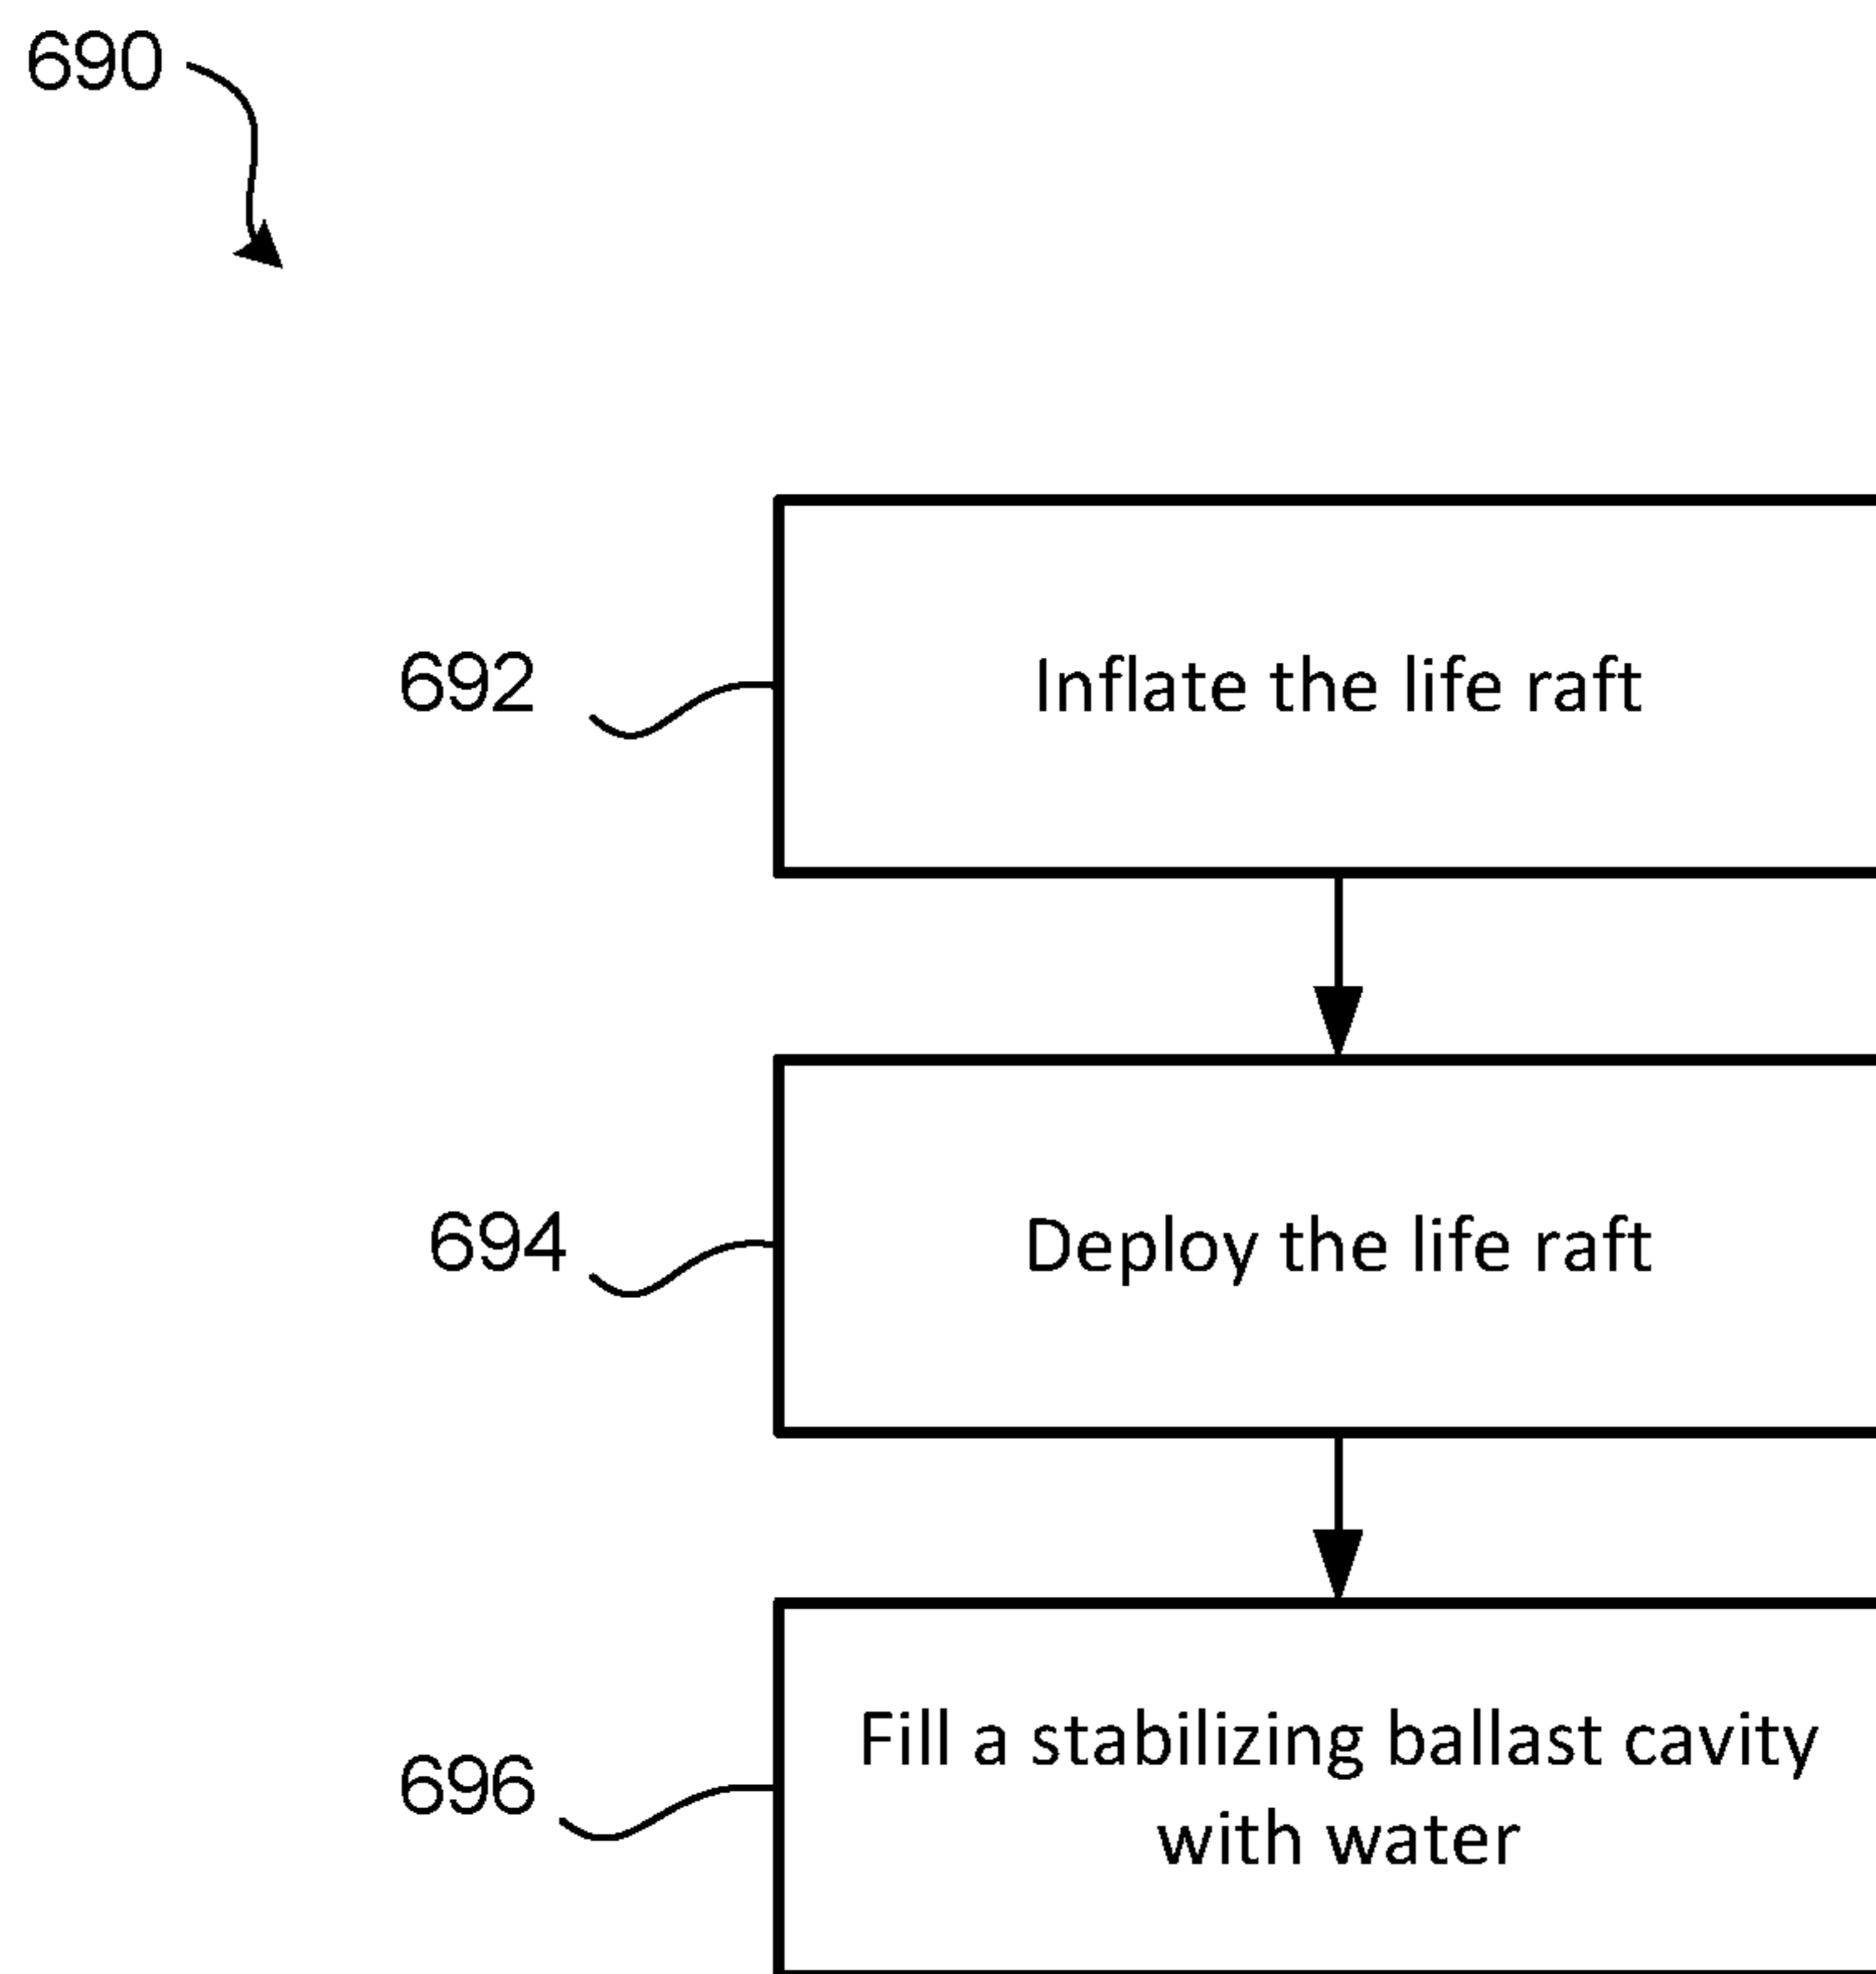 690
692
Inflate the life raft
694
Deploy the life raft
696
Fill a stabilizing ballast cavity
with water